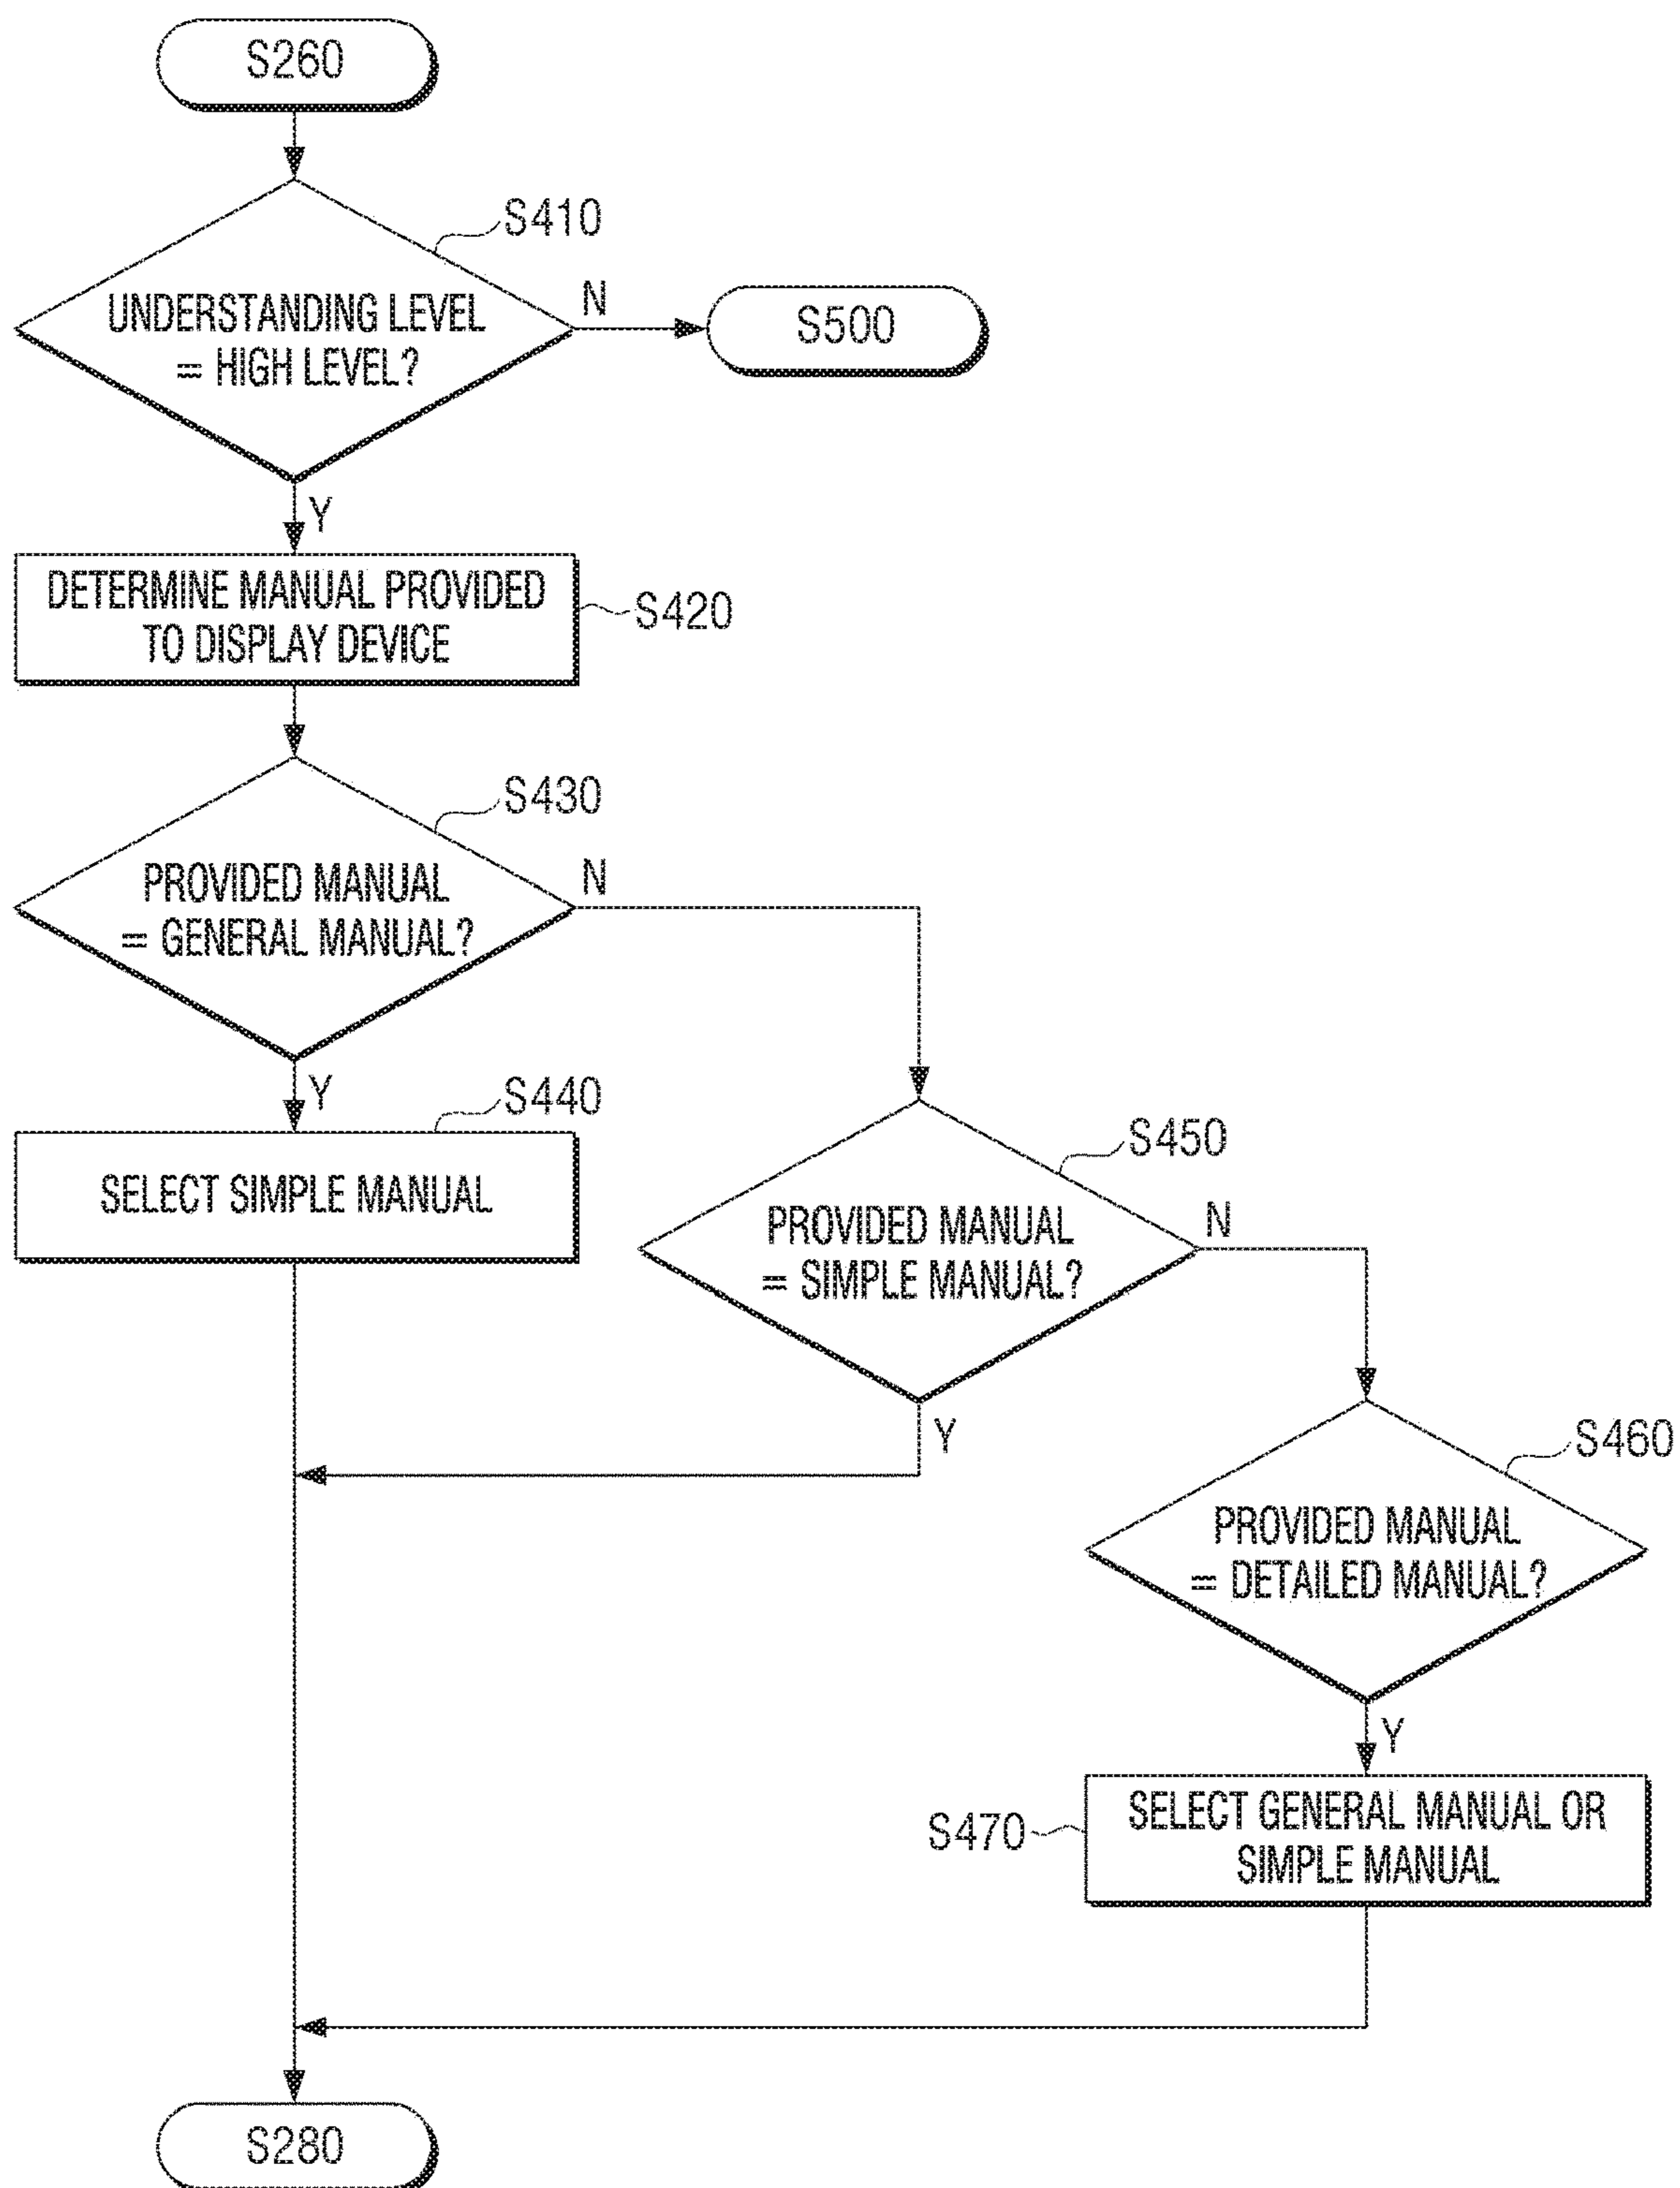 S260
S410
UNDERSTANDING LEVEL
= HIGH LEVEL?
N
S500
Y
DETERMINE MANUAL PROVIDED
TO DISPLAY DEVICE
S420
S430
PROVIDED MANUAL
= GENERAL MANUAL?
N
Y
S440
SELECT SIMPLE MANUAL
S450
PROVIDED MANUAL
= SIMPLE MANUAL?
N
Y
S460
PROVIDED MANUAL
= DETAILED MANUAL?
Y
S470
SELECT GENERAL MANUAL OR
SIMPLE MANUAL
S280